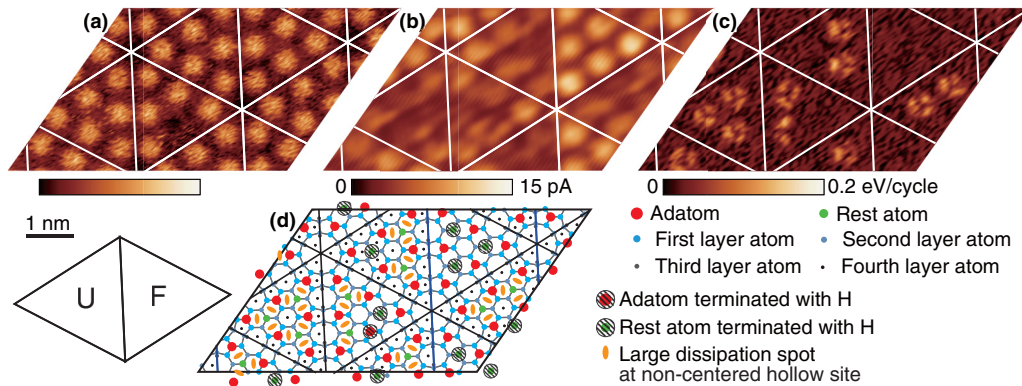 (a)
(b)
(c)
0
15 pA
0
0.2 eV/cycle
1 nm
U
F
(d)
Adatom
Rest atom
First layer atom
Second layer atom
Third layer atom
Fourth layer atom
Adatom terminated with H
Rest atom terminated with H
Large dissipation spot
at non-centered hollow site